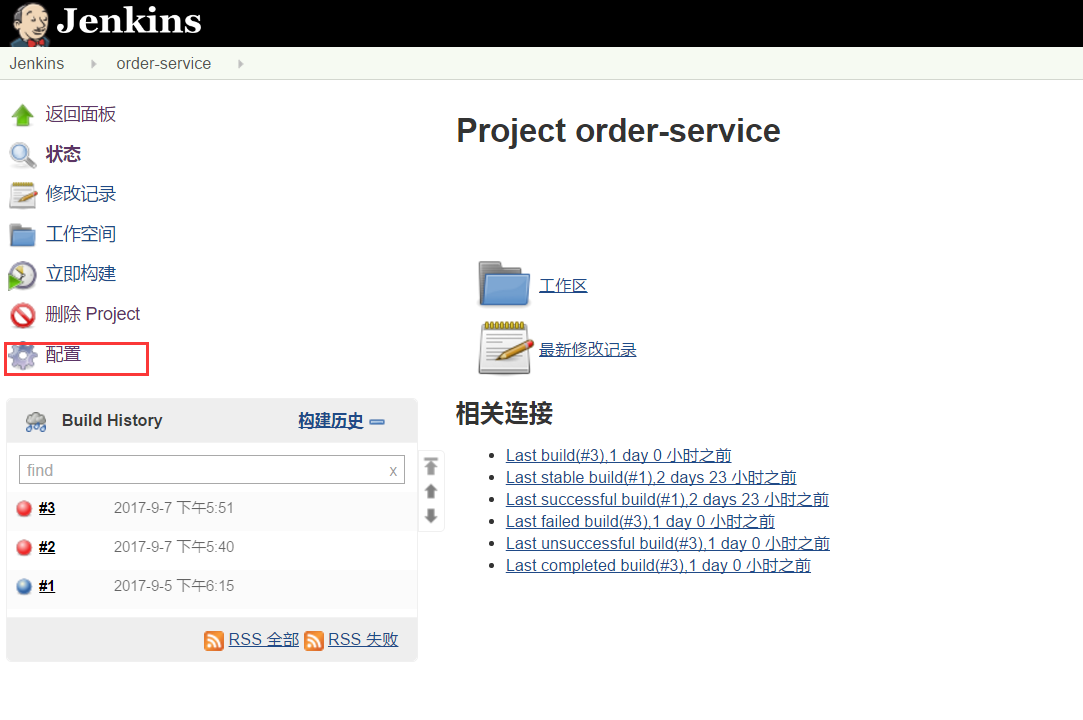 Jenkins
Jenkins order-service
返回面板
状态
修改记录
工作空间
立即构建
删除 Project
配置
Build History 构建历史
find x
#3 2017-9-7 下午5:51
#2 2017-9-7 下午5:40
#1 2017-9-5 下午6:15
RSS 全部 RSS 失败
Project order-service
工作区
最新修改记录
相关连接
Last build(#3),1 day 0 小时之前
Last stable build(#1),2 days 23 小时之前
Last successful build(#1),2 days 23 小时之前
Last failed build(#3),1 day 0 小时之前
Last unsuccessful build(#3),1 day 0 小时之前
Last completed build(#3),1 day 0 小时之前